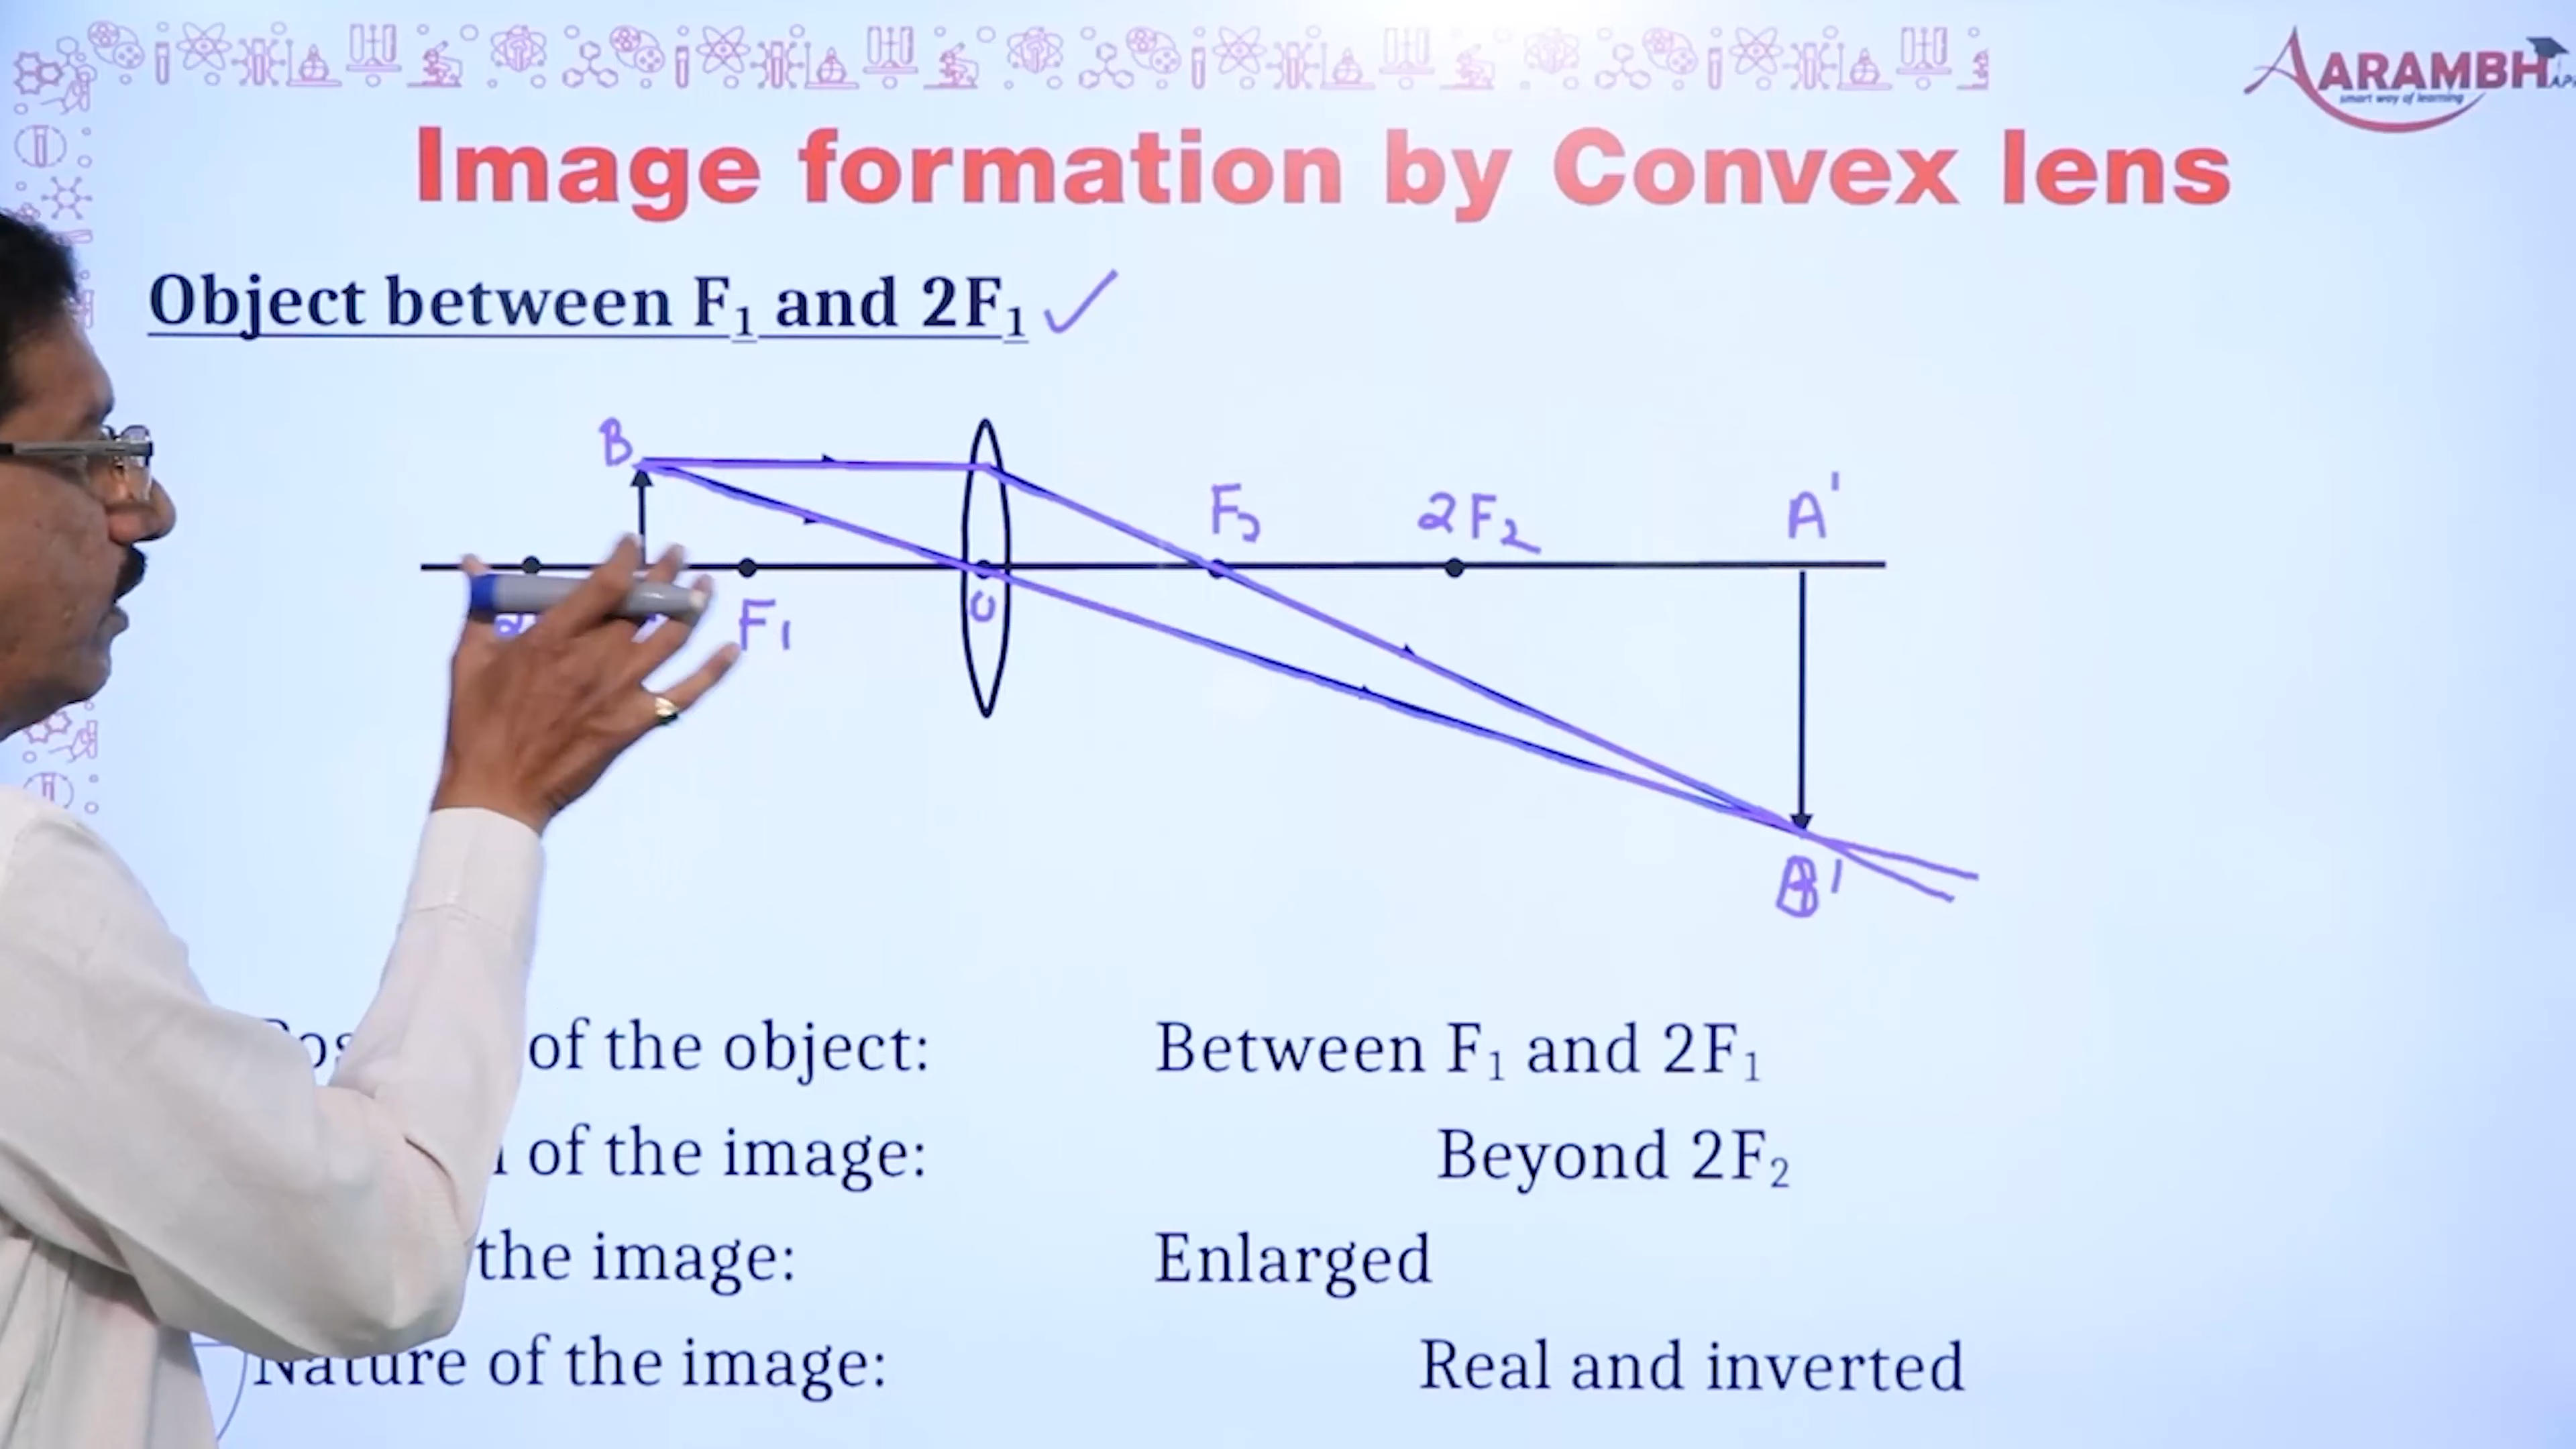 AARAMBH
smart way of learning
Image formation by Convex lens
Object between F₁ and 2F₁ ✓
B
F₂ 2F₂ A'
O
F₁
B'
of the object: Between F₁ and 2F₁
of the image: Beyond 2F₂
the image: Enlarged
Nature of the image: Real and inverted